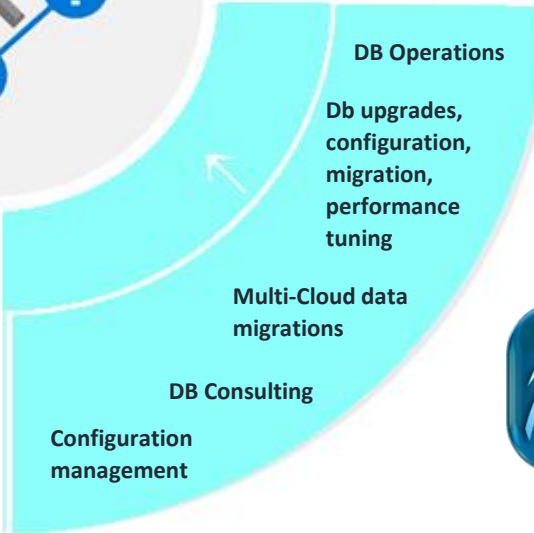 DB Operations
Db upgrades,
configuration,
migration,
performance
tuning
Multi-Cloud data
migrations
DB Consulting
Configuration
management